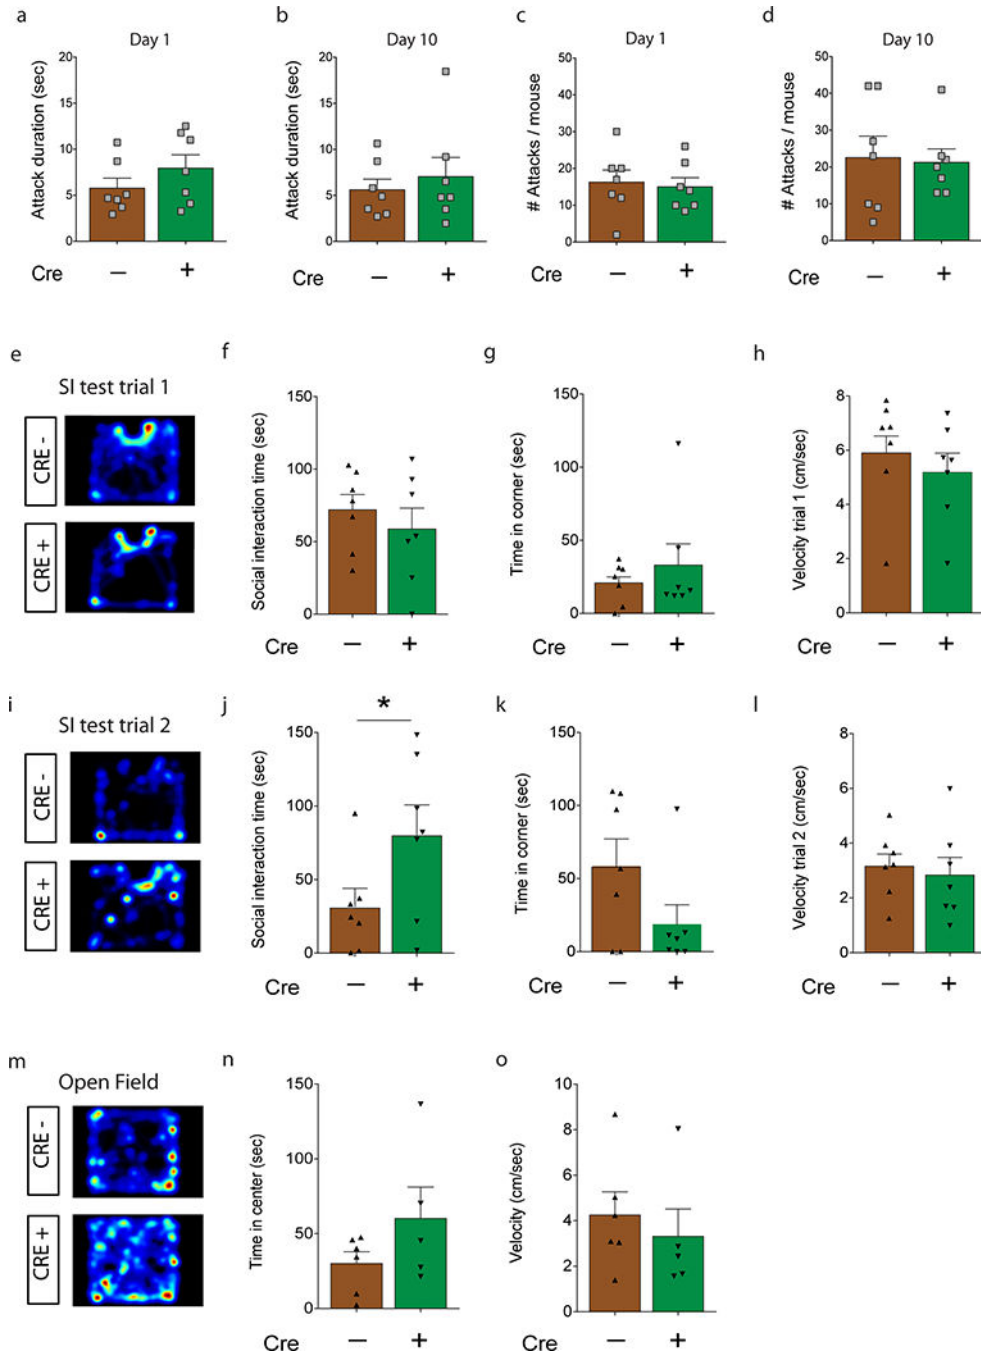 a
b
c
d
Day 1
Day 10
Day 1
Day 10
Attack duration (sec)
20
15
10
5
0
Attack duration (sec)
20
15
10
5
0
# Attacks / mouse
50
40
30
20
10
0
# Attacks / mouse
50
40
30
20
10
0
Cre
–
+
Cre
–
+
Cre
–
+
Cre
–
+
e
f
g
h
SI test trial 1
CRE -
CRE +
Social interaction time (sec)
150
100
50
0
Time in corner (sec)
150
100
50
0
Velocity trial 1 (cm/sec)
8
6
4
2
0
Cre
–
+
Cre
–
+
Cre
–
+
i
j
k
l
SI test trial 2
CRE -
CRE +
Social interaction time (sec)
150
100
50
0
*
Time in corner (sec)
150
100
50
0
Velocity trial 2 (cm/sec)
8
6
4
2
0
Cre
–
+
Cre
–
+
Cre
–
+
m
n
o
Open Field
CRE -
CRE +
Time in center (sec)
150
100
50
0
Velocity (cm/sec)
10
8
6
4
2
0
Cre
–
+
Cre
–
+